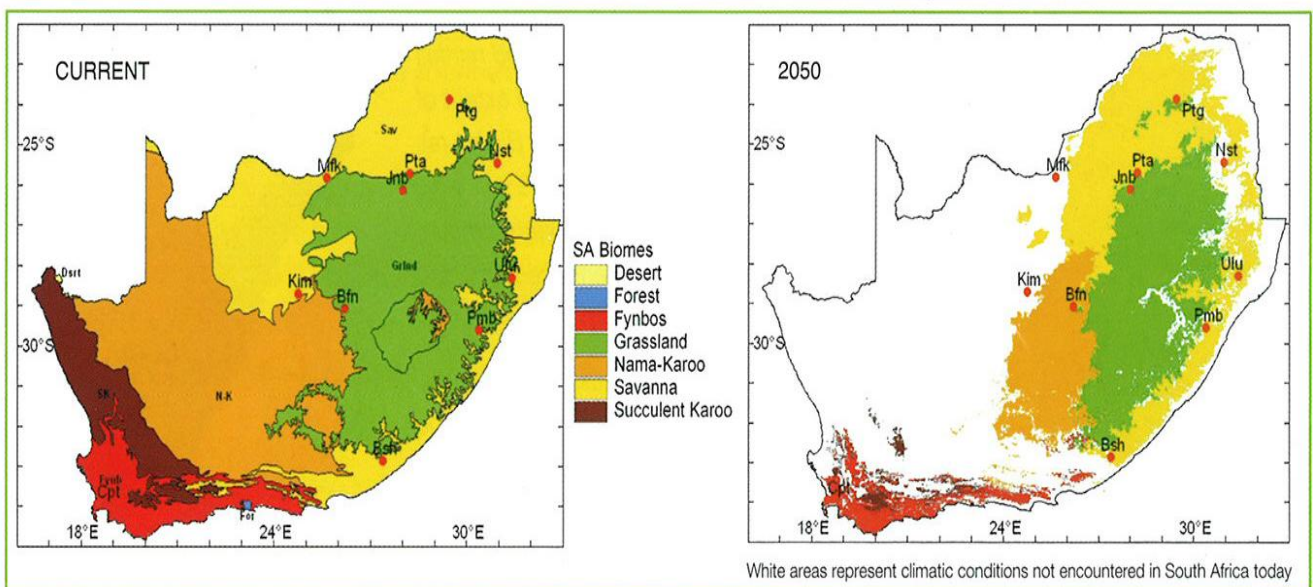 CURRENT
Ptg
Sav
25°S
Mfk
Pta
Nst
Jnb
Dsrt
Kim
Grlnd
Ulu
Bfn
Pmb
30°S
SK
N-K
Bsh
Fynb
Cpt
For
18°E
24°E
30°E
SA Biomes
Desert
Forest
Fynbos
Grassland
Nama-Karoo
Savanna
Succulent Karoo
2050
Ptg
25°S
Nst
Mfk
Pta
Jnb
Ulu
Kim
Bfn
Pmb
30°S
Bsh
Cpt
18°E
24°E
30°E
White areas represent climatic conditions not encountered in South Africa today